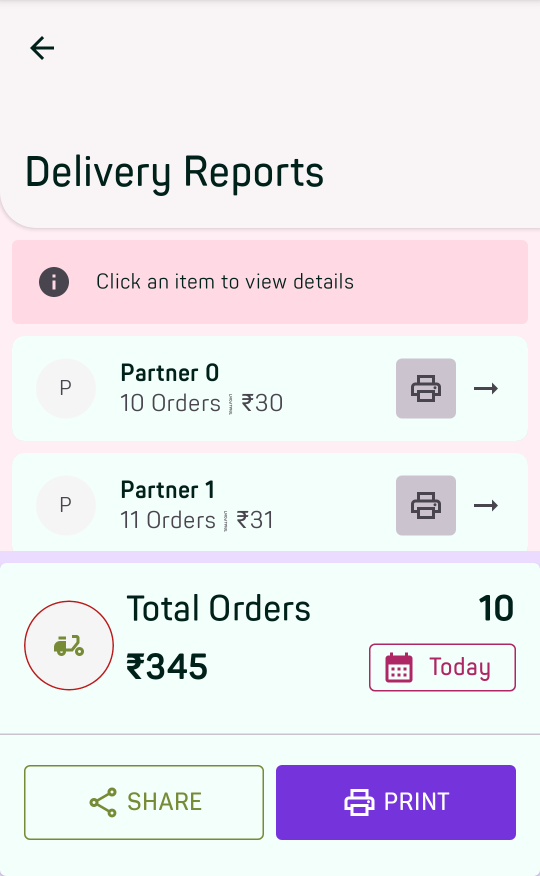 Delivery Reports
Click an item to view details
P
Partner 0
10 Orders
₹30
P
Partner 1
11 Orders
₹31
Total Orders
10
₹345
Today
SHARE
PRINT